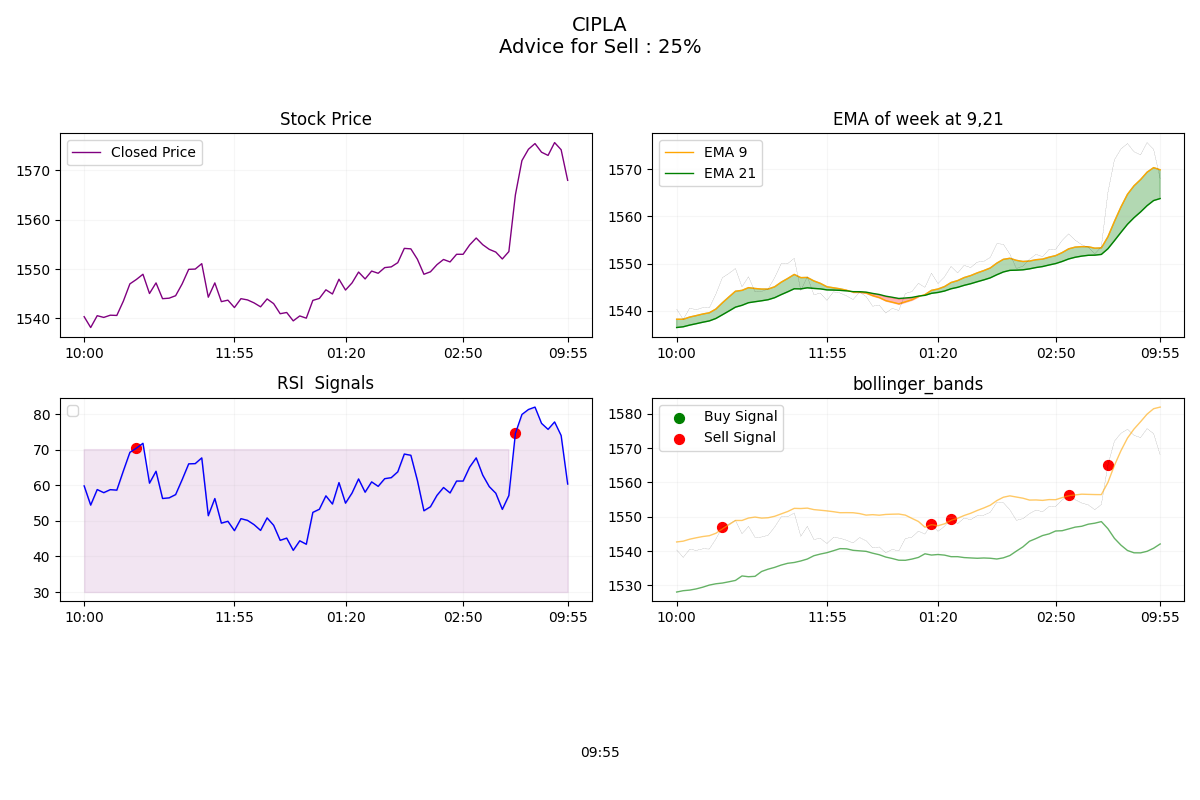 CIPLA
Advice for Sell : 25%
Stock Price
Closed Price
1570
1560
1550
1540
10:00 11:55 01:20 02:50 09:55
EMA of week at 9,21
EMA 9
EMA 21
1570
1560
1550
1540
10:00 11:55 01:20 02:50 09:55
RSI  Signals
80
70
60
50
40
30
10:00 11:55 01:20 02:50 09:55
bollinger_bands
Buy Signal
Sell Signal
1580
1570
1560
1550
1540
1530
10:00 11:55 01:20 02:50 09:55
09:55